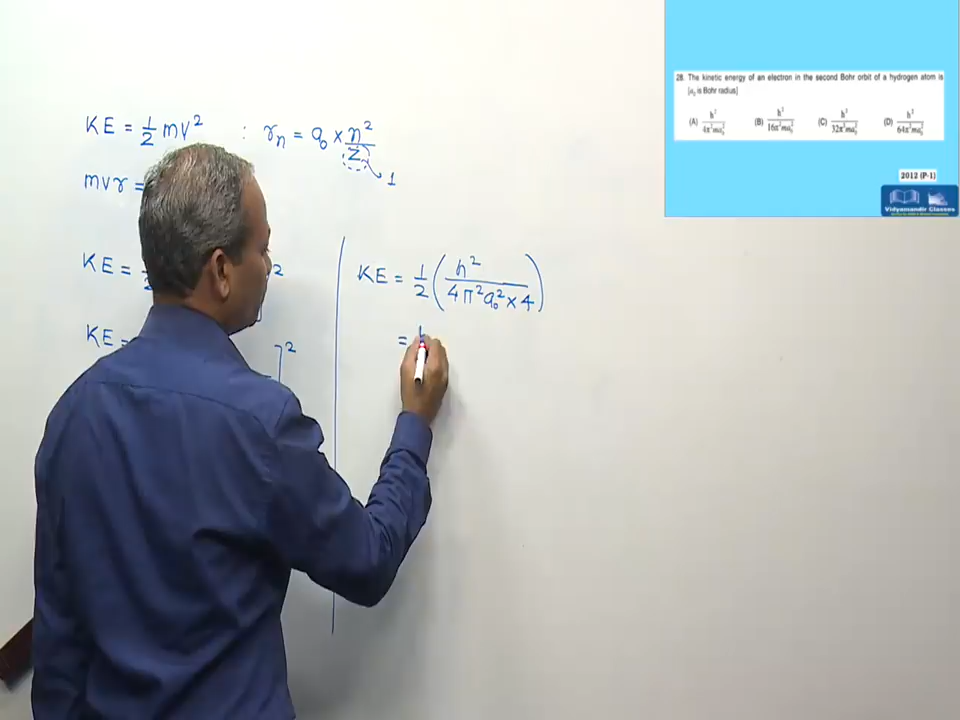 KE = 1/2 mv² : rₙ = a₀ × n²/Z
1
mvr =
KE = 2
KE = ]²
KE = 1/2 (h²/4π²a₀² × 4)
=
28. The kinetic energy of an electron in the second Bohr orbit of a hydrogen atom is
[a₀ is Bohr radius]
(A) h²/4π²ma₀² (B) h²/16π²ma₀² (C) h²/32π²ma₀² (D) h²/64π²ma₀²
2012 (P-1)
Vidyamandir Classes